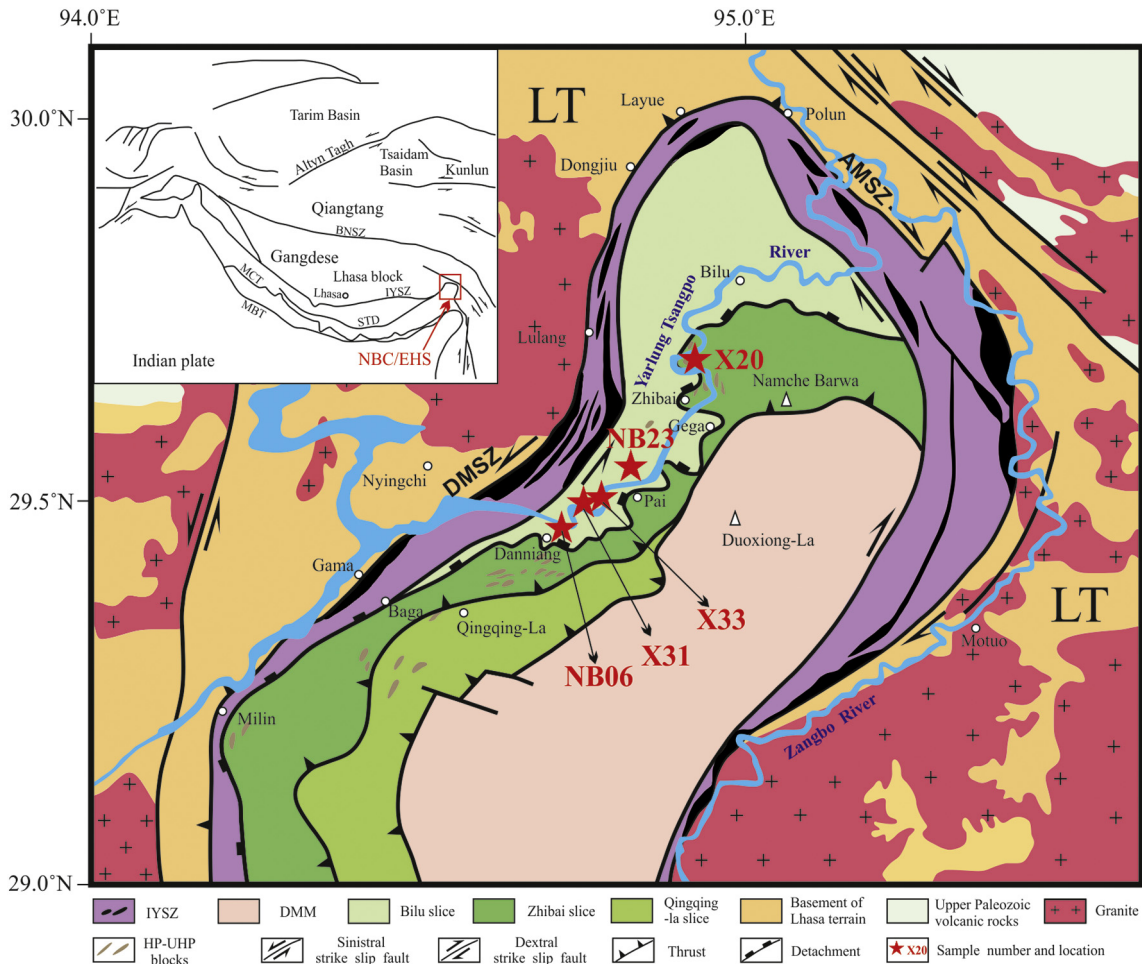 94.0°E
95.0°E
30.0°N
29.5°N
29.0°N
Tarim Basin
Altyn Tagh
Tsaidam
Basin
Kunlun
Qiangtang
BNSZ
Gangdese
Lhasa block
Lhasa
IYSZ
MCT
MBT
STD
NBC/EHS
Indian plate
LT
Layue
Polun
Dongjiu
AMSZ
River
Bilu
Yarlung Tsangpo
Lulang
X20
Namche Barwa
Zhibai
Gega
NB23
Nyingchi
DMSZ
Pai
Duoxiong-La
Danniang
Gama
Baga
Qingqing-La
LT
X33
Motuo
X31
NB06
Milin
Zangbo River
IYSZ
DMM
Bilu slice
Zhibai slice
Qingqing
-la slice
Basement of
Lhasa terrain
Upper Paleozoic
volcanic rocks
Granite
HP-UHP
blocks
Sinistral
strike slip fault
Dextral
strike slip fault
Thrust
Detachment
X20
Sample number and location